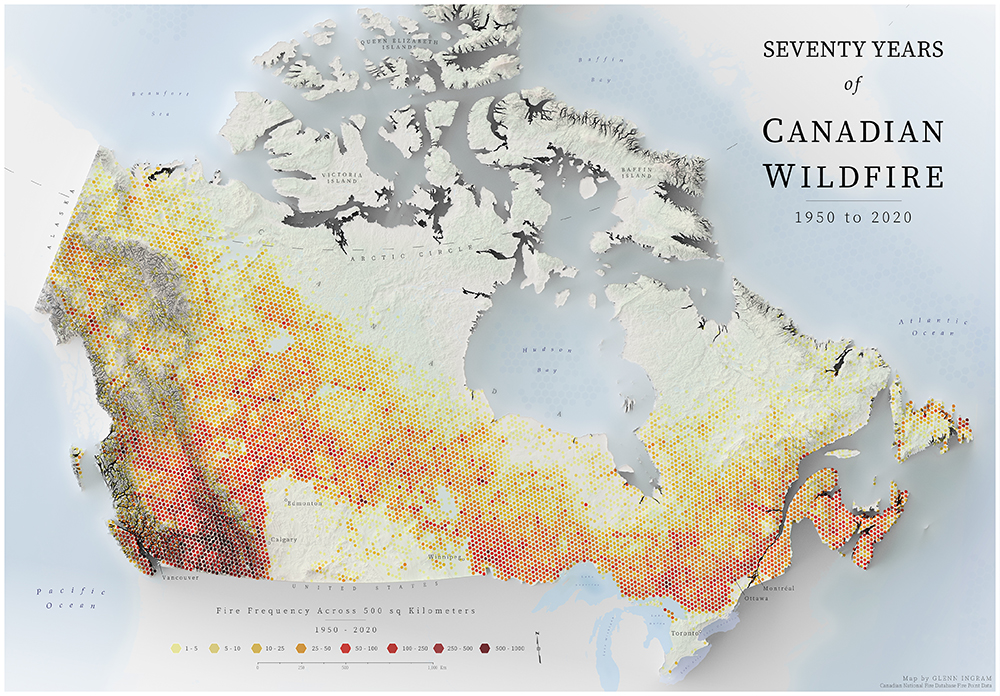 SEVENTY YEARS
of
CANADIAN
WILDFIRE
1950 to 2020
QUEEN ELIZABETH
ISLANDS
Baffin
Bay
Beaufort
Sea
VICTORIA
ISLAND
BAFFIN
ISLAND
ALASKA
ARCTIC CIRCLE
C
A
N
A
D
A
Hudson
Bay
Atlantic
Ocean
Edmonton
Calgary
Winnipeg
Vancouver
Pacific
Ocean
UNITED STATES
Montréal
Ottawa
Toronto
Fire Frequency Across 500 sq Kilometers
1950 - 2020
1 - 5
5 - 10
10 - 25
25 - 50
50 - 100
100 - 250
250 - 500
500 - 1000
N
0
250
500
1 000 Km
Map by GLENN INGRAM
Canadian National Fire Database Fire Point Data